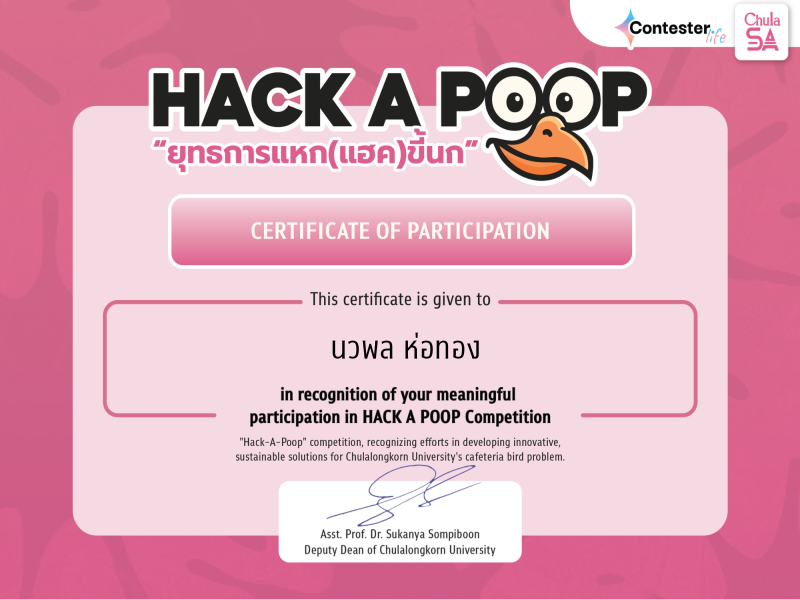 Contester
life
Chula
SA
HACK A POOP
"ยุทธการแหก(แฮค)ขี้นก"
CERTIFICATE OF PARTICIPATION
This certificate is given to
นวพล ห่อทอง
in recognition of your meaningful
participation in HACK A POOP Competition
"Hack-A-Poop" competition, recognizing efforts in developing innovative,
sustainable solutions for Chulalongkorn University's cafeteria bird problem.
Asst. Prof. Dr. Sukanya Sompiboon
Deputy Dean of Chulalongkorn University